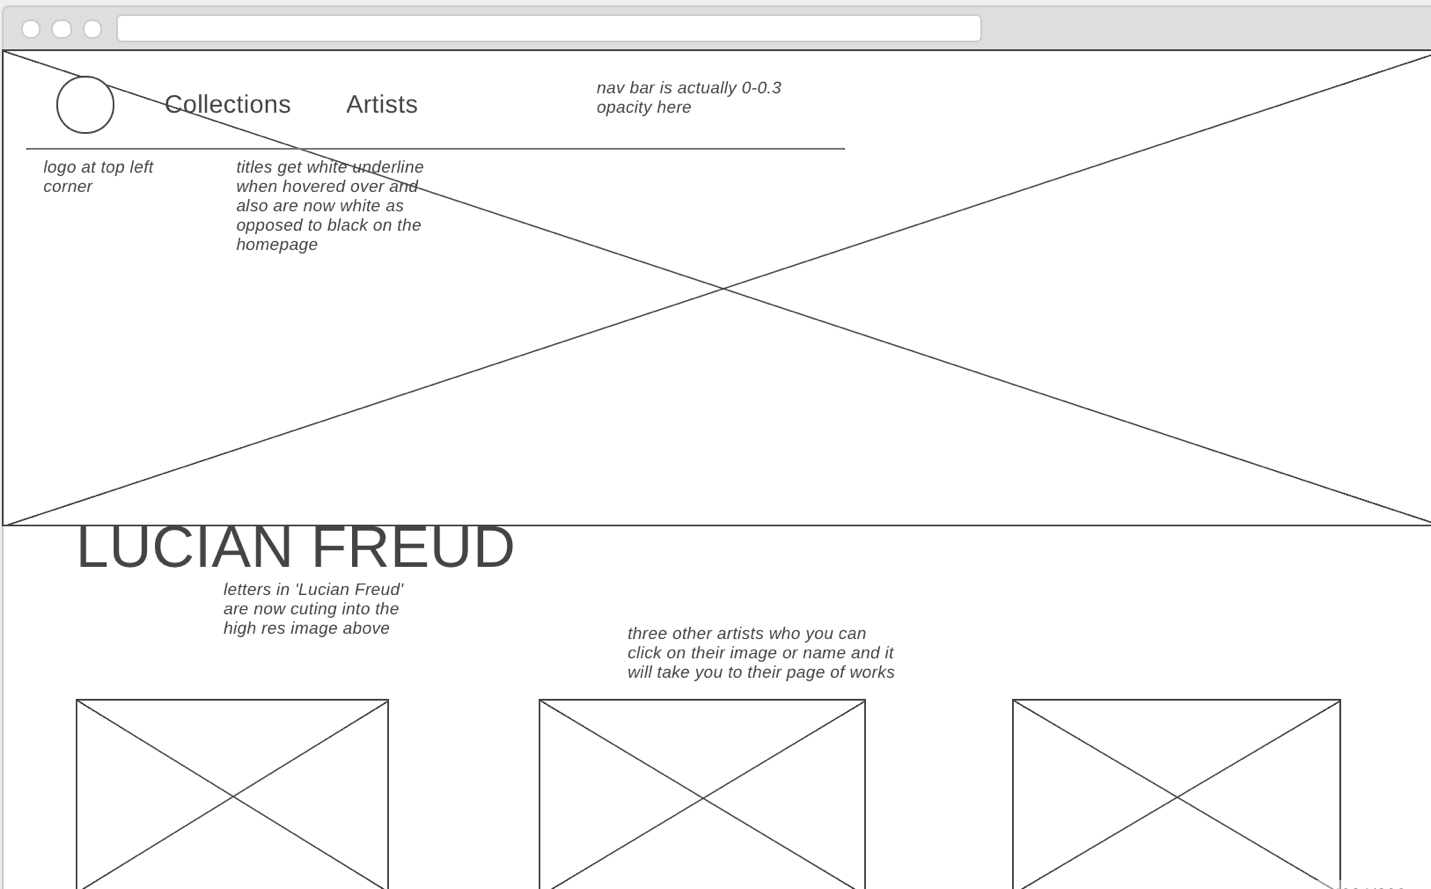 Collections Artists
nav bar is actually 0-0.3
opacity here
logo at top left
corner
titles get white underline
when hovered over and
also are now white as
opposed to black on the
homepage
LUCIAN FREUD
letters in 'Lucian Freud'
are now cuting into the
high res image above
three other artists who you can
click on their image or name and it
will take you to their page of works